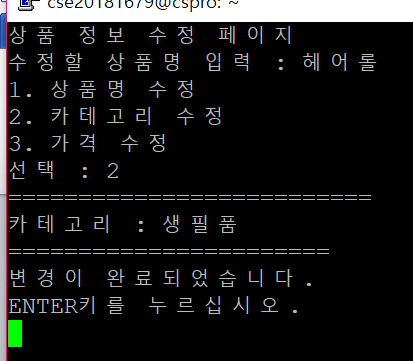 cse20181679@cspro: ~
상품 정보 수정 페이지
수정할 상품명 입력 : 헤어롤
1. 상품명 수정
2. 카테고리 수정
3. 가격 수정
선택 : 2
==========================
카테고리 : 생필품
=======================
변경이 완료되었습니다.
ENTER키를 누르십시오.